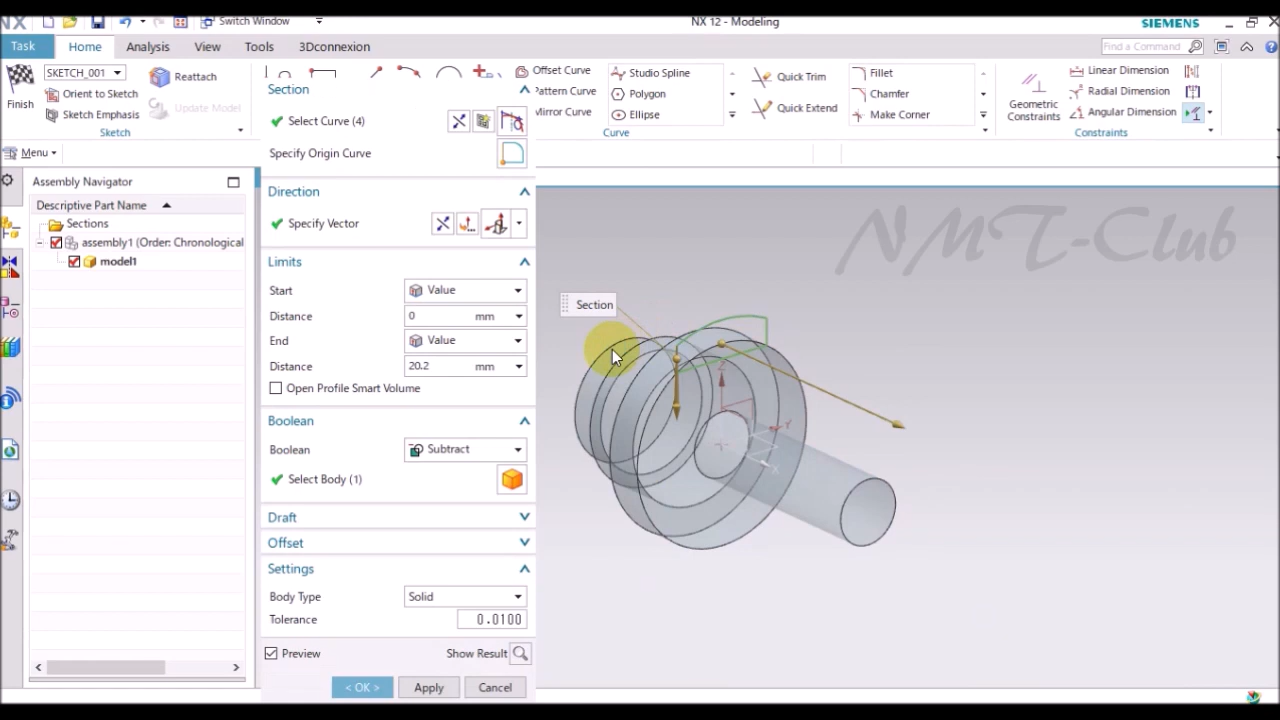 NX
Switch Window
NX 12 - Modeling
SIEMENS
Task
Home
Analysis
View
Tools
3Dconnexion
Find a Command
Finish
SKETCH_001
Orient to Sketch
Sketch Emphasis
Reattach
Update Model
Sketch
Offset Curve
Pattern Curve
Mirror Curve
Studio Spline
Polygon
Ellipse
Quick Trim
Quick Extend
Fillet
Chamfer
Make Corner
Curve
Geometric
Constraints
Linear Dimension
Radial Dimension
Angular Dimension
Constraints
Menu
Assembly Navigator
Descriptive Part Name
Sections
assembly1 (Order: Chronological
model1
Section
Select Curve (4)
Specify Origin Curve
Direction
Specify Vector
Limits
Start
Value
Distance
0 mm
End
Value
Distance
20.2 mm
Open Profile Smart Volume
Boolean
Boolean
Subtract
Select Body (1)
Draft
Offset
Settings
Body Type
Solid
Tolerance
0.0100
Preview
Show Result
< OK >
Apply
Cancel
Section
Z
Y
X
NMT-Club